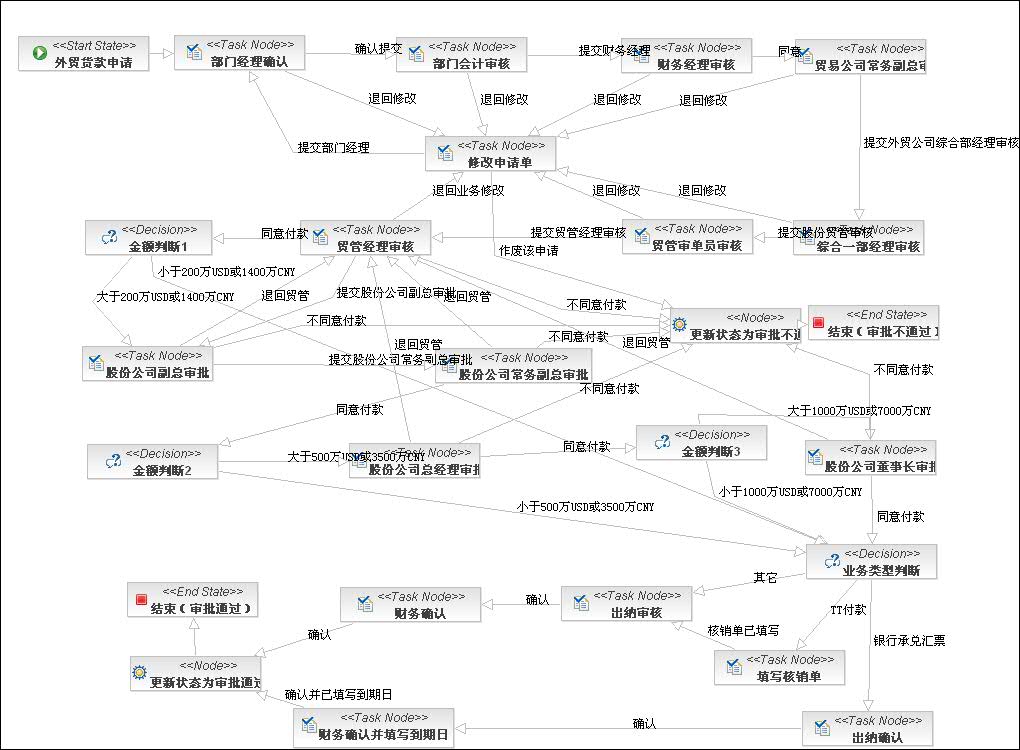 <<Start State>>
外贸货款申请
<<Task Node>>
部门经理确认
确认提交
<<Task Node>>
部门会计审核
提交财务经理
<<Task Node>>
财务经理审核
同意
<<Task Node>>
贸易公司常务副总审
退回修改
退回修改
退回修改
退回修改
提交部门经理
<<Task Node>>
修改申请单
提交外贸公司综合部经理审核
退回业务修改
退回修改
退回修改
<<Decision>>
金额判断1
同意付款
<<Task Node>>
贸管经理审核
提交贸管经理审核
<<Task Node>>
贸管审单员审核
提交股份贸管审核
<<Task Node>>
综合一部经理审核
作废该申请
小于200万USD或1400万CNY
大于200万USD或1400万CNY
退回贸管
提交股份公司副总审批
退回贸管
不同意付款
不同意付款
<<Node>>
更新状态为审批不通
<<End State>>
结束（审批不通过）
不同意付款
退回贸管
退回贸管
<<Task Node>>
股份公司副总审批
提交股份公司常务副总审批
<<Task Node>>
股份公司常务副总审批
不同意付款
不同意付款
同意付款
大于1000万USD或7000万CNY
<<Decision>>
金额判断2
大于500万USD或3500万CNY
<<Task Node>>
股份公司总经理审批
同意付款
<<Decision>>
金额判断3
<<Task Node>>
股份公司董事长审批
小于1000万USD或7000万CNY
小于500万USD或3500万CNY
同意付款
<<Decision>>
业务类型判断
其它
<<End State>>
结束（审批通过）
<<Task Node>>
财务确认
确认
<<Task Node>>
出纳审核
TT付款
核销单已填写
银行承兑汇票
确认
<<Node>>
更新状态为审批通过
<<Task Node>>
填写核销单
确认并已填写到期日
<<Task Node>>
财务确认并填写到期日
确认
<<Task Node>>
出纳确认